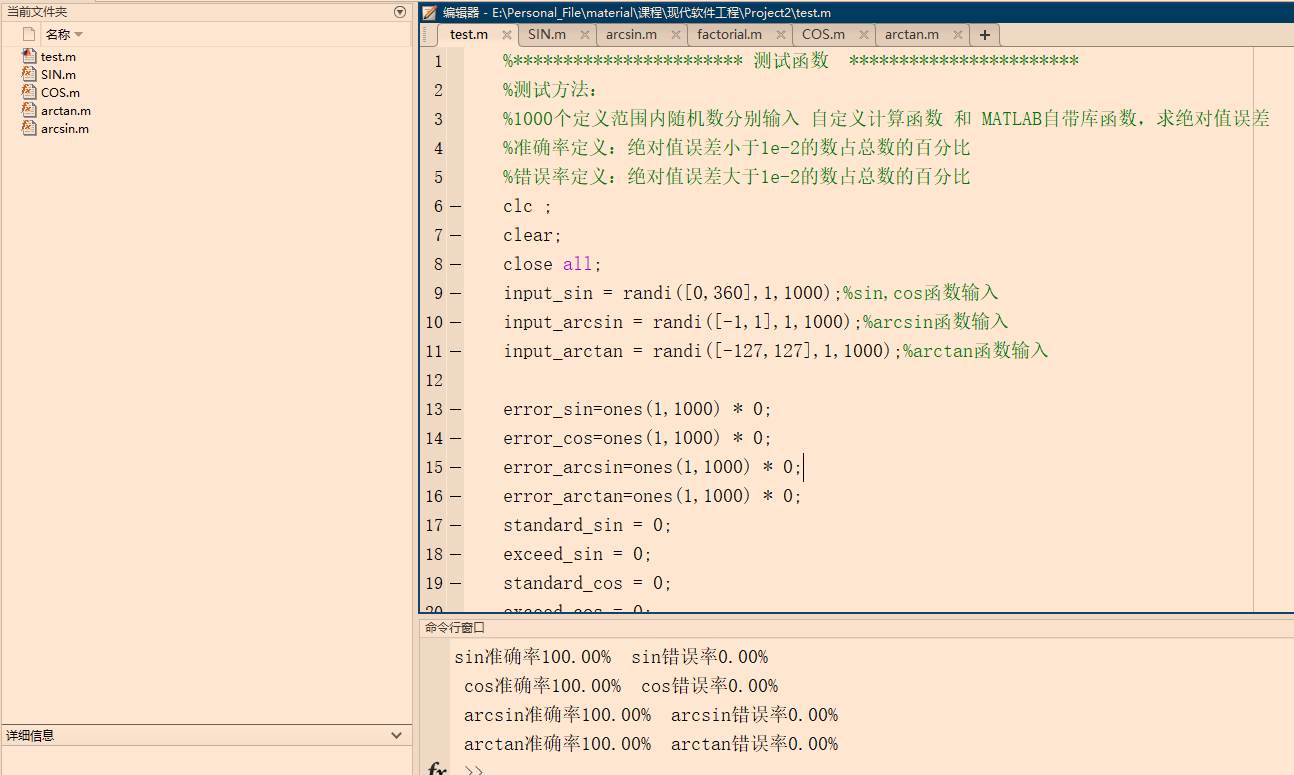 当前文件夹
名称
test.m
SIN.m
COS.m
arctan.m
arcsin.m
详细信息
编辑器 - E:\Personal_File\material\课程\现代软件工程\Project2\test.m
test.m SIN.m arcsin.m factorial.m COS.m arctan.m +
1 %*********************** 测试函数 ***********************
2 %测试方法：
3 %1000个定义范围内随机数分别输入 自定义计算函数 和 MATLAB自带库函数，求绝对值误差
4 %准确率定义：绝对值误差小于1e-2的数占总数的百分比
5 %错误率定义：绝对值误差大于1e-2的数占总数的百分比
6 — clc ;
7 — clear;
8 — close all;
9 — input_sin = randi([0,360],1,1000);%sin,cos函数输入
10 — input_arcsin = randi([-1,1],1,1000);%arcsin函数输入
11 — input_arctan = randi([-127,127],1,1000);%arctan函数输入
12
13 — error_sin=ones(1,1000) * 0;
14 — error_cos=ones(1,1000) * 0;
15 — error_arcsin=ones(1,1000) * 0;
16 — error_arctan=ones(1,1000) * 0;
17 — standard_sin = 0;
18 — exceed_sin = 0;
19 — standard_cos = 0;
20 — exceed_cos = 0;
命令行窗口
sin准确率100.00% sin错误率0.00%
cos准确率100.00% cos错误率0.00%
arcsin准确率100.00% arcsin错误率0.00%
arctan准确率100.00% arctan错误率0.00%
fx >>